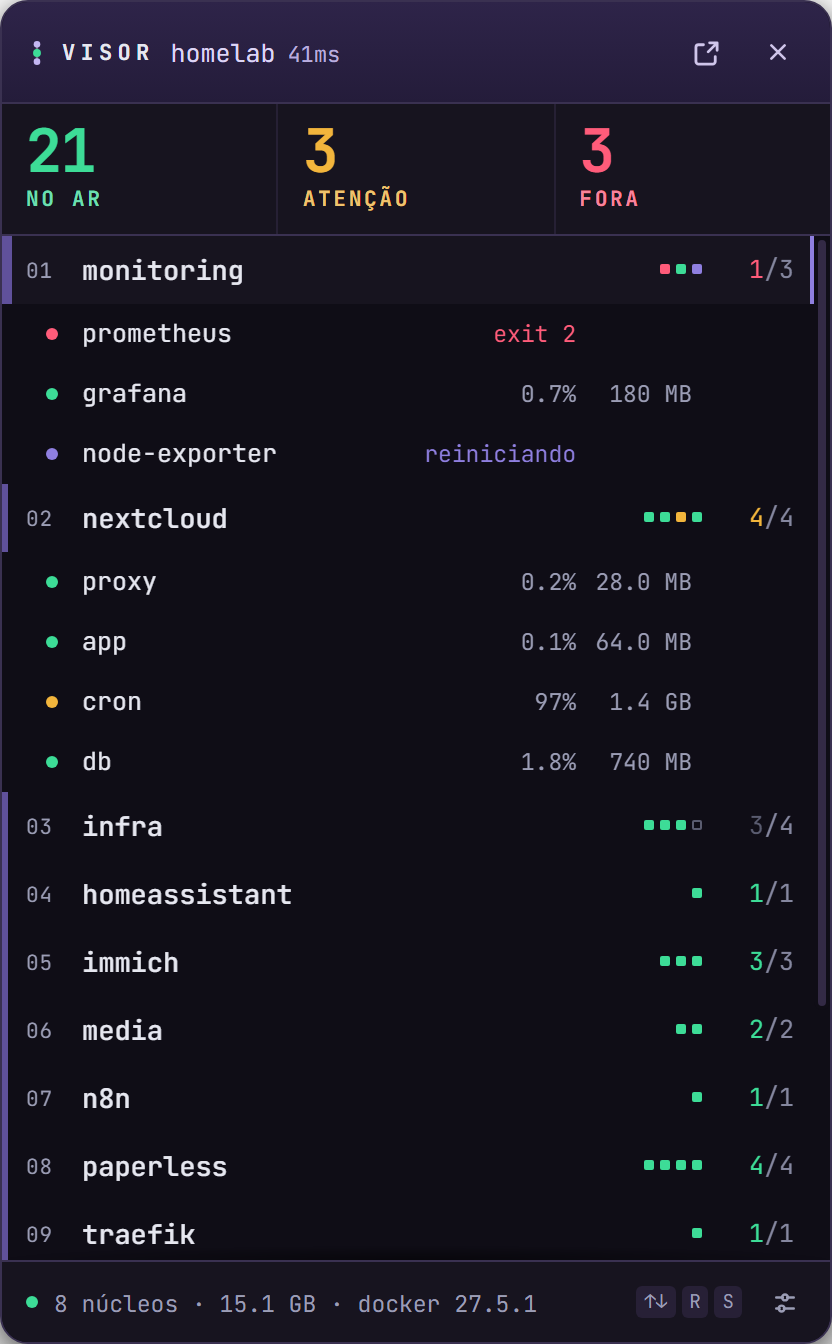 VISOR homelab 41ms
21 3 3
NO AR ATENÇÃO FORA
01 monitoring 1/3
prometheus exit 2
grafana 0.7% 180 MB
node-exporter reiniciando
02 nextcloud 4/4
proxy 0.2% 28.0 MB
app 0.1% 64.0 MB
cron 97% 1.4 GB
db 1.8% 740 MB
03 infra 3/4
04 homeassistant 1/1
05 immich 3/3
06 media 2/2
07 n8n 1/1
08 paperless 4/4
09 traefik 1/1
8 núcleos · 15.1 GB · docker 27.5.1 ↑↓ R S